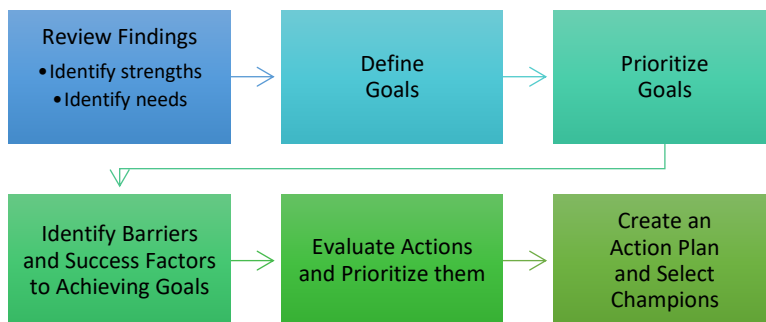 Review Findings
•Identify strengths
•Identify needs
Define
Goals
Prioritize
Goals
Identify Barriers
and Success Factors
to Achieving Goals
Evaluate Actions
and Prioritize them
Create an
Action Plan
and Select
Champions